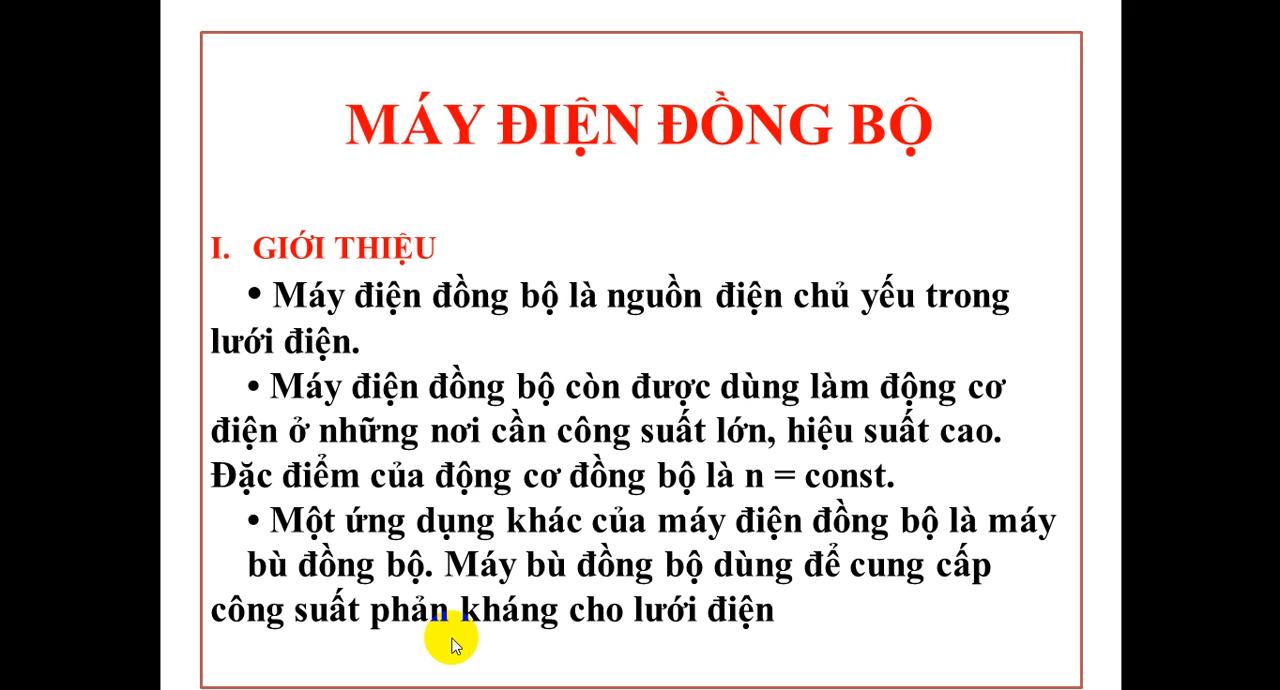 MÁY ĐIỆN ĐỒNG BỘ
I. GIỚI THIỆU
• Máy điện đồng bộ là nguồn điện chủ yếu trong
lưới điện.
• Máy điện đồng bộ còn được dùng làm động cơ
điện ở những nơi cần công suất lớn, hiệu suất cao.
Đặc điểm của động cơ đồng bộ là n = const.
• Một ứng dụng khác của máy điện đồng bộ là máy
bù đồng bộ. Máy bù đồng bộ dùng để cung cấp
công suất phản kháng cho lưới điện